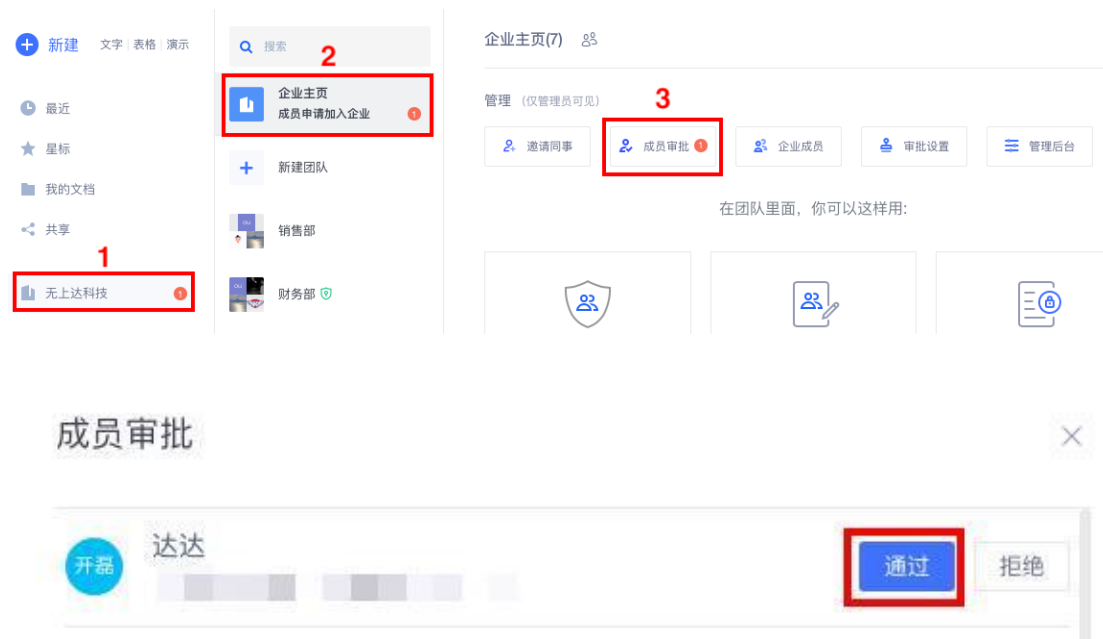 新建 文字 表格 演示
最近
星标
我的文档
共享
1
无上达科技 1
搜索
2
企业主页
成员申请加入企业 1
新建团队
销售部
财务部
企业主页(7)
管理 (仅管理员可见)
3
邀请同事 成员审批 1 企业成员 审批设置 管理后台
在团队里面，你可以这样用:
成员审批
开磊 达达 通过 拒绝